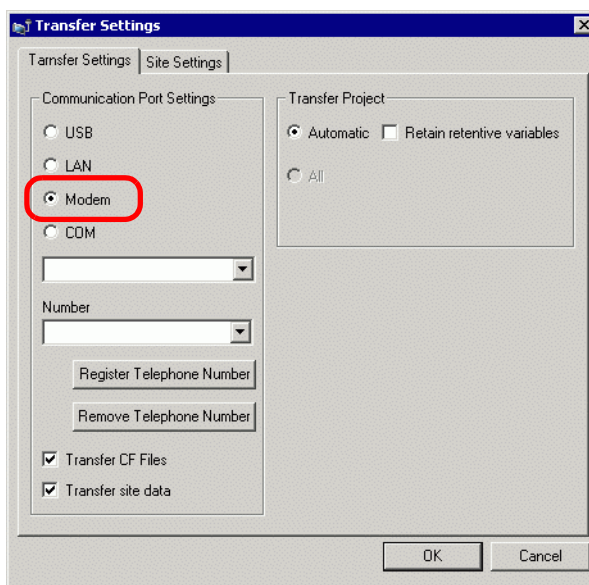 Transfer Settings
Tarnsfer Settings
Site Settings
Communication Port Settings
USB
LAN
Modem
COM
Number
Register Telephone Number
Remove Telephone Number
Transfer CF Files
Transfer site data
Transfer Project
Automatic
Retain retentive variables
All
OK
Cancel